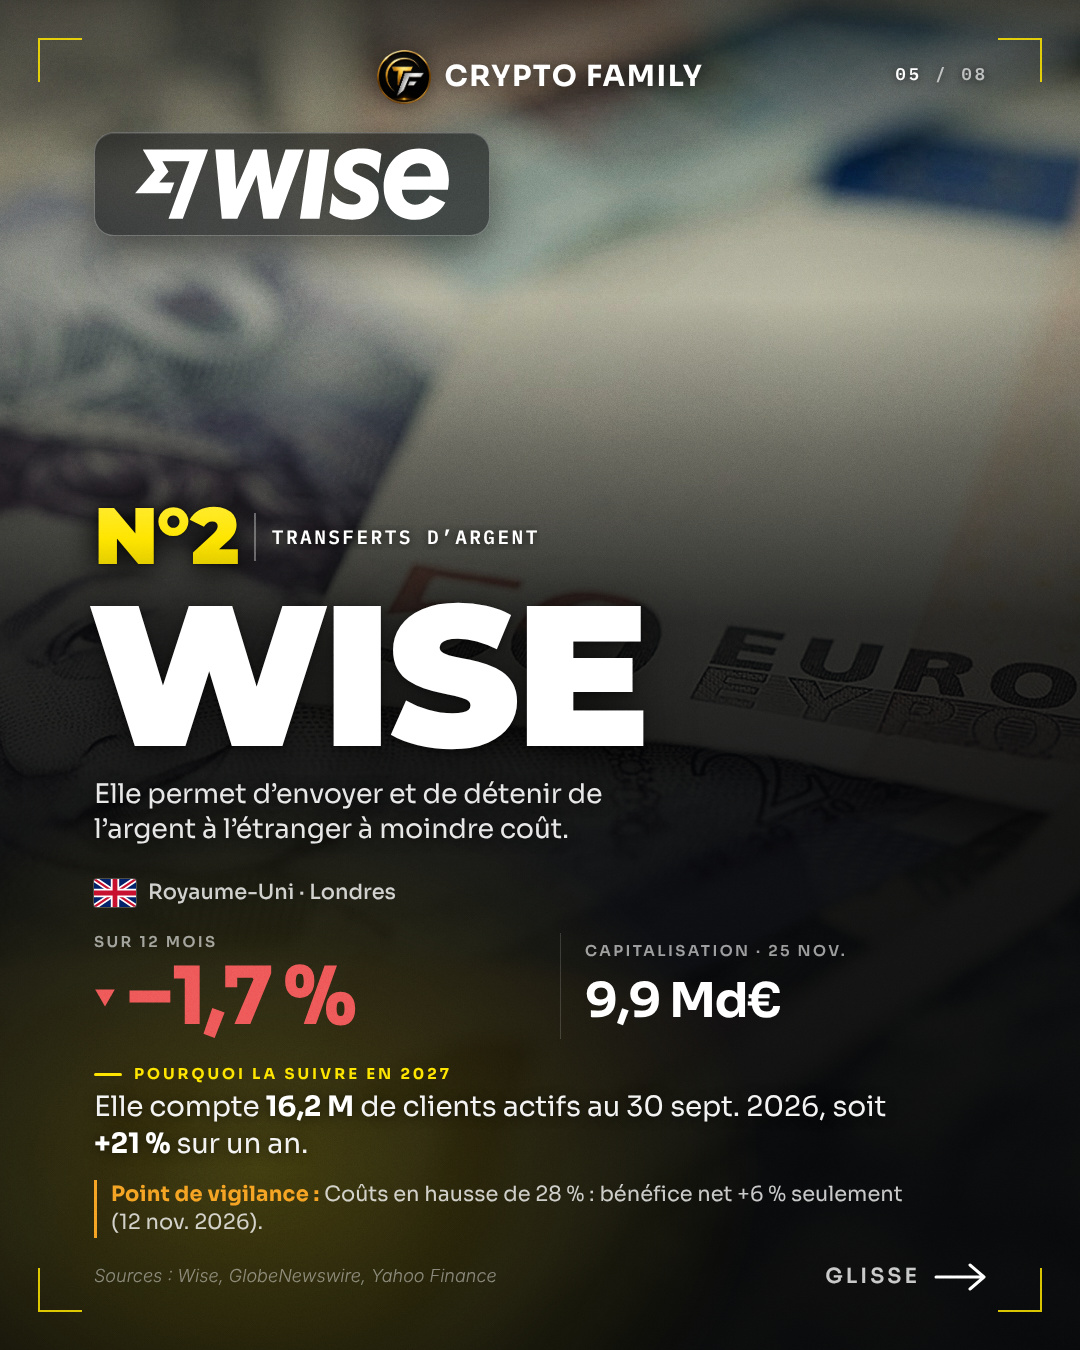 CRYPTO FAMILY
05 / 08
WISe
N°2
TRANSFERTS D’ARGENT
50 EURO
ΕΥΡΩ
WISE
Elle permet d’envoyer et de détenir de
l’argent à l’étranger à moindre coût.
Royaume-Uni · Londres
SUR 12 MOIS
−1,7 %
CAPITALISATION · 25 NOV.
9,9 Md€
POURQUOI LA SUIVRE EN 2027
Elle compte 16,2 M de clients actifs au 30 sept. 2026, soit
+21 % sur un an.
Point de vigilance : Coûts en hausse de 28 % : bénéfice net +6 % seulement
(12 nov. 2026).
Sources : Wise, GlobeNewswire, Yahoo Finance
GLISSE